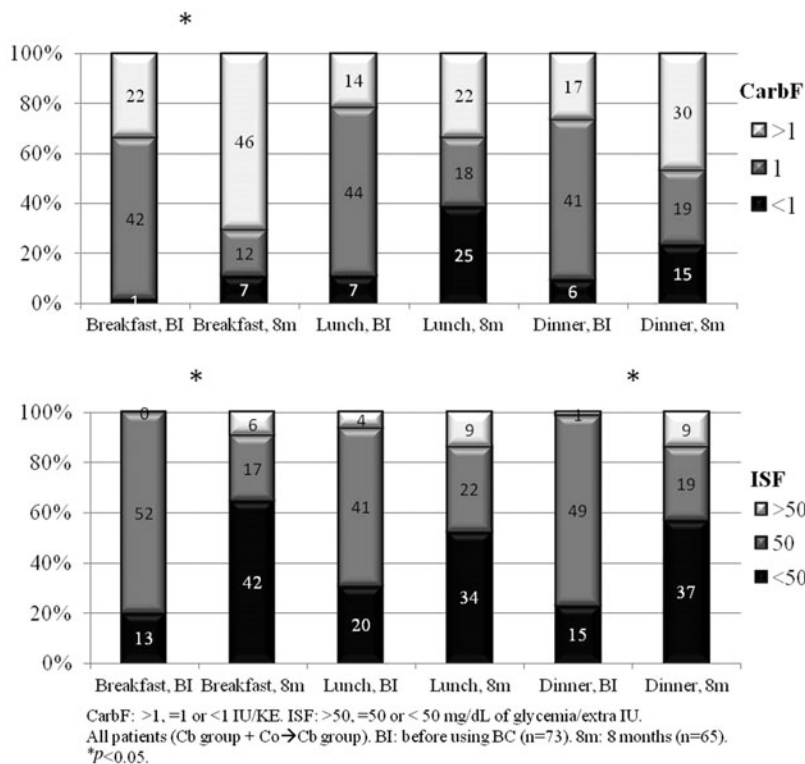 *
100%
80%
60%
40%
20%
0%
22 46 14 22 17 30
42 12 44 18 41 19
1 7 7 25 6 15
Breakfast, BI Breakfast, 8m Lunch, BI Lunch, 8m Dinner, BI Dinner, 8m
CarbF
>1
1
<1
* *
100%
80%
60%
40%
20%
0%
0 6 4 9 1 9
52 17 41 22 49 19
13 42 20 34 15 37
Breakfast, BI Breakfast, 8m Lunch, BI Lunch, 8m Dinner, BI Dinner, 8m
ISF
>50
50
<50
CarbF: >1, =1 or <1 IU/KE. ISF: >50, =50 or < 50 mg/dL of glycemia/extra IU.
All patients (Cb group + Co→Cb group). BI: before using BC (n=73). 8m: 8 months (n=65).
*p<0.05.